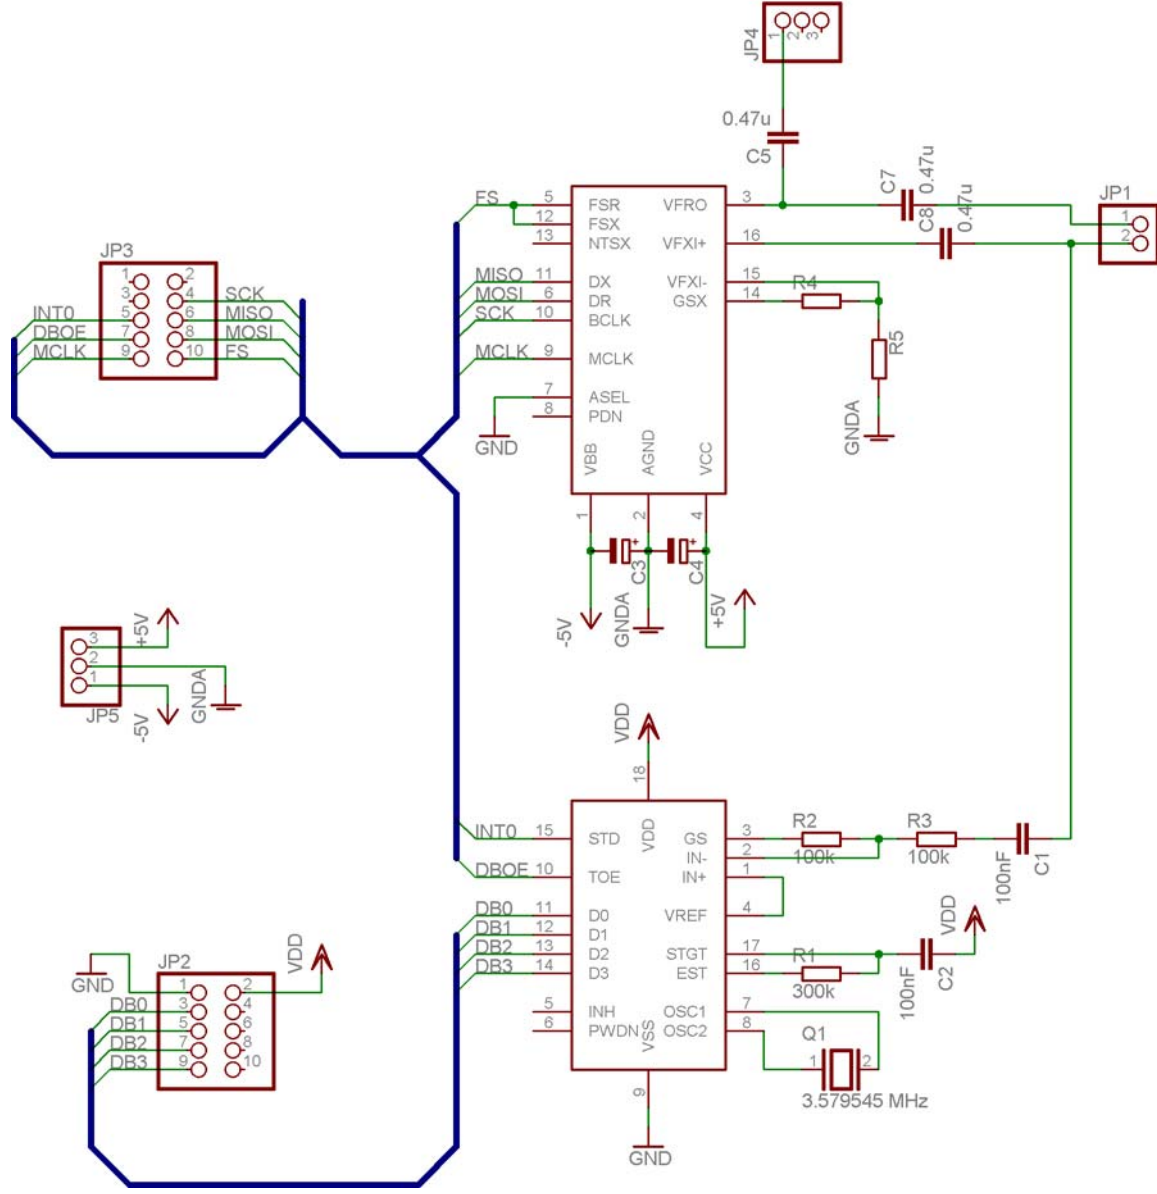 JP4
1 2 3
0.47u
C5
C7
0.47u
C8
0.47u
JP1
1
2
FS
5 FSR VFRO 3
12 FSX
13 NTSX VFXI+ 16
MISO 11 DX VFXI- 15
MOSI 6 DR GSX 14
SCK 10 BCLK
MCLK 9 MCLK
7 ASEL
8 PDN
GND
VBB AGND VCC
1 2 4
R4
R5
GNDA
JP3
1 2
3 4 SCK
INT0 5 6 MISO
DBOE 7 8 MOSI
MCLK 9 10 FS
+ C3
+ C4
-5V
GNDA
+5V
3 +5V
2
1 GNDA
JP5
-5V
VDD
18
VDD
INT0 15 STD GS 3
IN- 2
DBOE 10 TOE IN+ 1
DB0 11 D0 VREF 4
DB1 12 D1
DB2 13 D2 STGT 17
DB3 14 D3 EST 16
5 INH OSC1 7
6 PWDN OSC2 8
VSS
9
GND
R2
100k
R3
100k
100nF
C1
VDD
R1
300k
100nF
C2
Q1
1 2
3.579545 MHz
GND
JP2
VDD
1 2
DB0 3 4
DB1 5 6
DB2 7 8
DB3 9 10